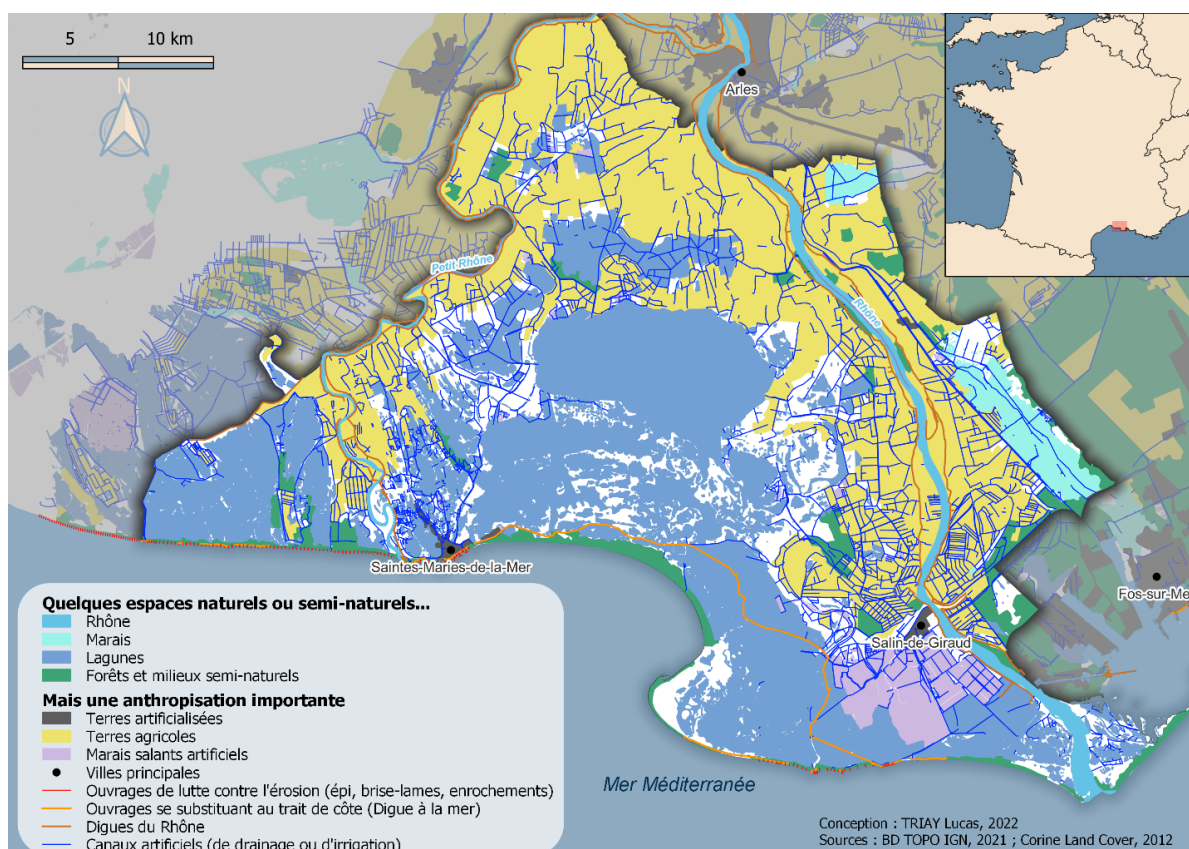 5
10 km
N
Arles
Petit-Rhône
Rhône
Saintes-Maries-de-la-Mer
Fos-sur-Me
Salin-de-Giraud
Mer Méditerranée
Quelques espaces naturels ou semi-naturels...
Rhône
Marais
Lagunes
Forêts et milieux semi-naturels
Mais une anthropisation importante
Terres artificialisées
Terres agricoles
Marais salants artificiels
Villes principales
Ouvrages de lutte contre l'érosion (épi, brise-lames, enrochements)
Ouvrages se substituant au trait de côte (Digue à la mer)
Digues du Rhône
Canaux artificiels (de drainage ou d'irrigation)
Conception : TRIAY Lucas, 2022
Sources : BD TOPO IGN, 2021 ; Corine Land Cover, 2012